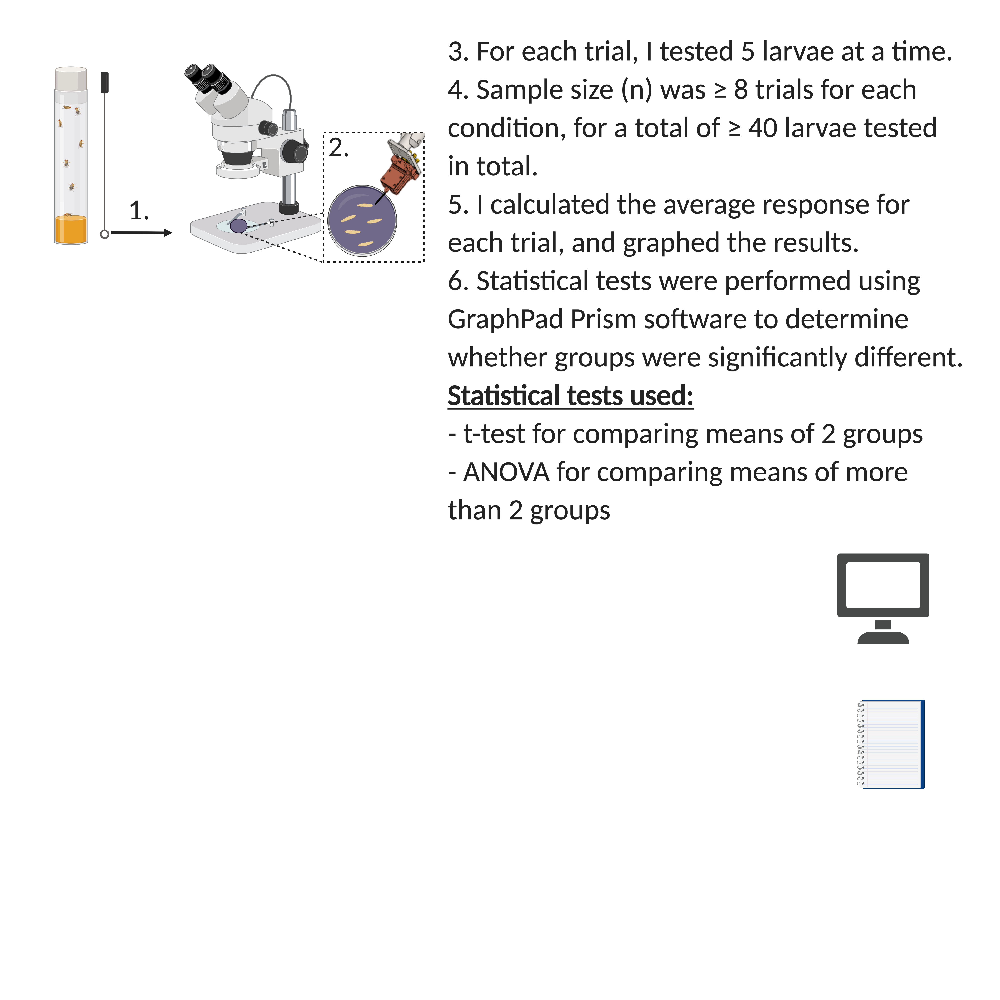 1.
2.
3. For each trial, I tested 5 larvae at a time.
4. Sample size (n) was ≥ 8 trials for each
condition, for a total of ≥ 40 larvae tested
in total.
5. I calculated the average response for
each trial, and graphed the results.
6. Statistical tests were performed using
GraphPad Prism software to determine
whether groups were significantly different.
Statistical tests used:
- t-test for comparing means of 2 groups
- ANOVA for comparing means of more
than 2 groups